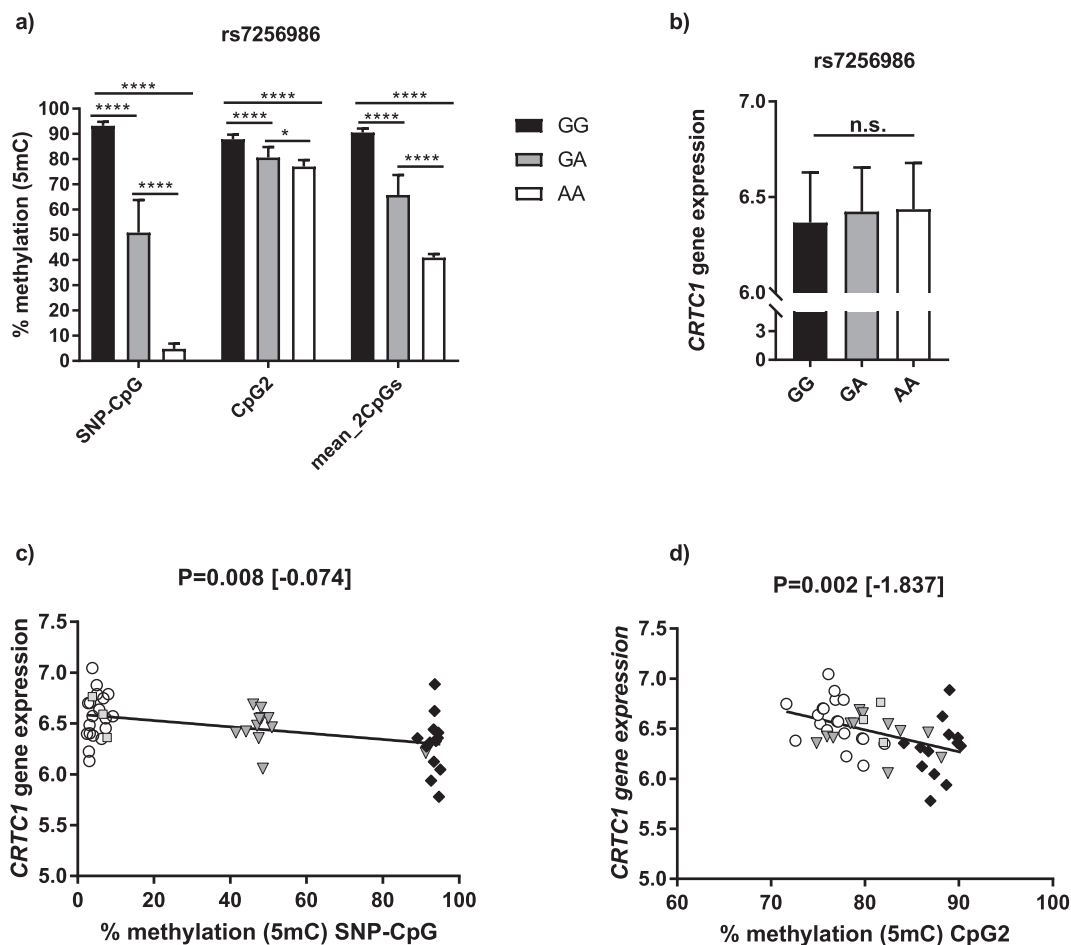 a)
rs7256986
****
****
****
****
****
*
****
****
****
100
90
80
70
60
50
40
30
20
10
0
% methylation (5mC)
SNP-CpG
CpG2
mean_2CpGs
GG
GA
AA
b)
rs7256986
n.s.
7.0
6.5
6.0
3
0
CRTC1 gene expression
GG
GA
AA
c)
P=0.008 [-0.074]
7.5
7.0
6.5
6.0
5.5
5.0
CRTC1 gene expression
0
20
40
60
80
100
% methylation (5mC) SNP-CpG
d)
P=0.002 [-1.837]
7.5
7.0
6.5
6.0
5.5
5.0
CRTC1 gene expression
60
70
80
90
100
% methylation (5mC) CpG2